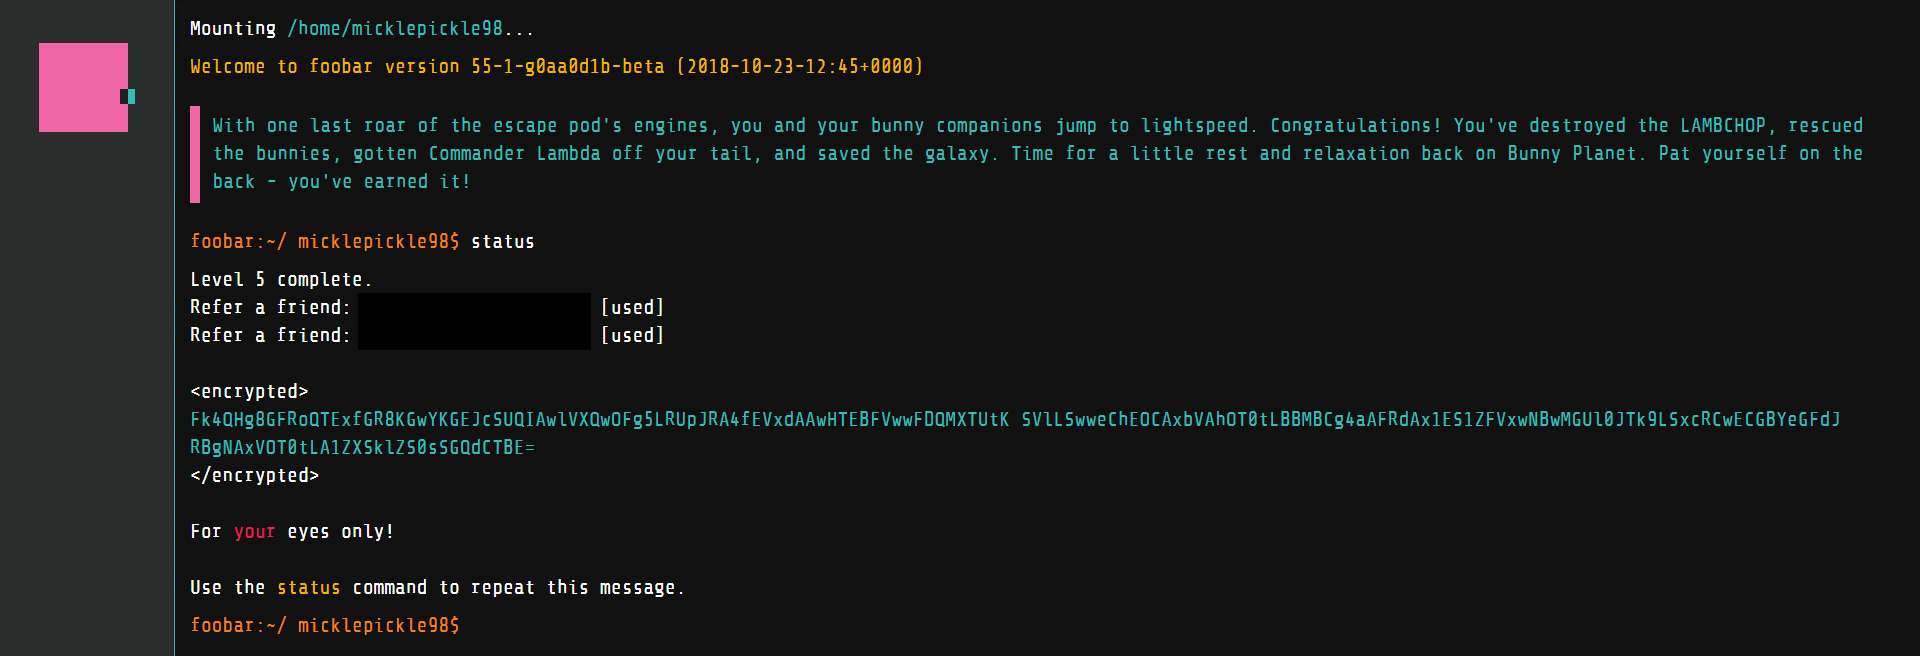 Mounting /home/micklepickle98...
Welcome to foobar version 55-1-g0aa0d1b-beta (2018-10-23-12:45+0000)
With one last roar of the escape pod's engines, you and your bunny companions jump to lightspeed. Congratulations! You've destroyed the LAMBCHOP, rescued
the bunnies, gotten Commander Lambda off your tail, and saved the galaxy. Time for a little rest and relaxation back on Bunny Planet. Pat yourself on the
back - you've earned it!
foobar:~/ micklepickle98$ status
Level 5 complete.
Refer a friend: [used]
Refer a friend: [used]
<encrypted>
Fk4QHg8GFRoQTExfGR8KGwYKGEJcSUQIAwlVXQwOFg5LRUpJRA4fEVxdAAwHTEBFVwwFDQMXTUtK SVlLSwweChEOCAxbVAhOT0tLBBMBCg4aAFRdAx1ES1ZFVxwNBwMGUl0JTk9LSxcRCwECGBYeGFdJ
RBgNAxVOT0tLA1ZXSklZS0sSGQdCTBE=
</encrypted>
For your eyes only!
Use the status command to repeat this message.
foobar:~/ micklepickle98$